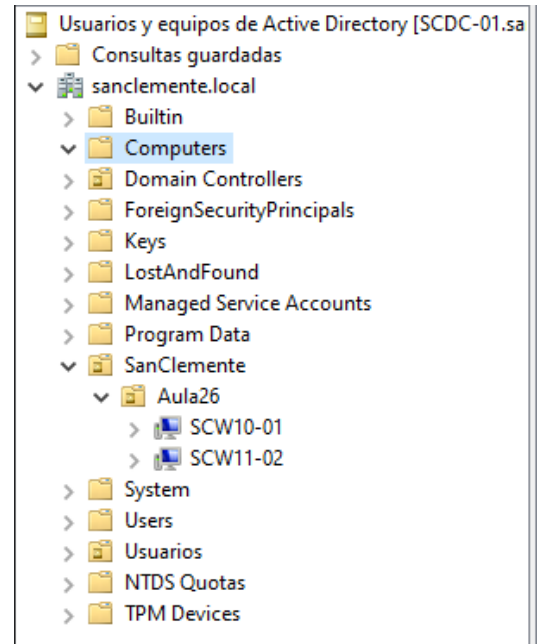 Usuarios y equipos de Active Directory [SCDC-01.sa
Consultas guardadas
sanclemente.local
Builtin
Computers
Domain Controllers
ForeignSecurityPrincipals
Keys
LostAndFound
Managed Service Accounts
Program Data
SanClemente
Aula26
SCW10-01
SCW11-02
System
Users
Usuarios
NTDS Quotas
TPM Devices